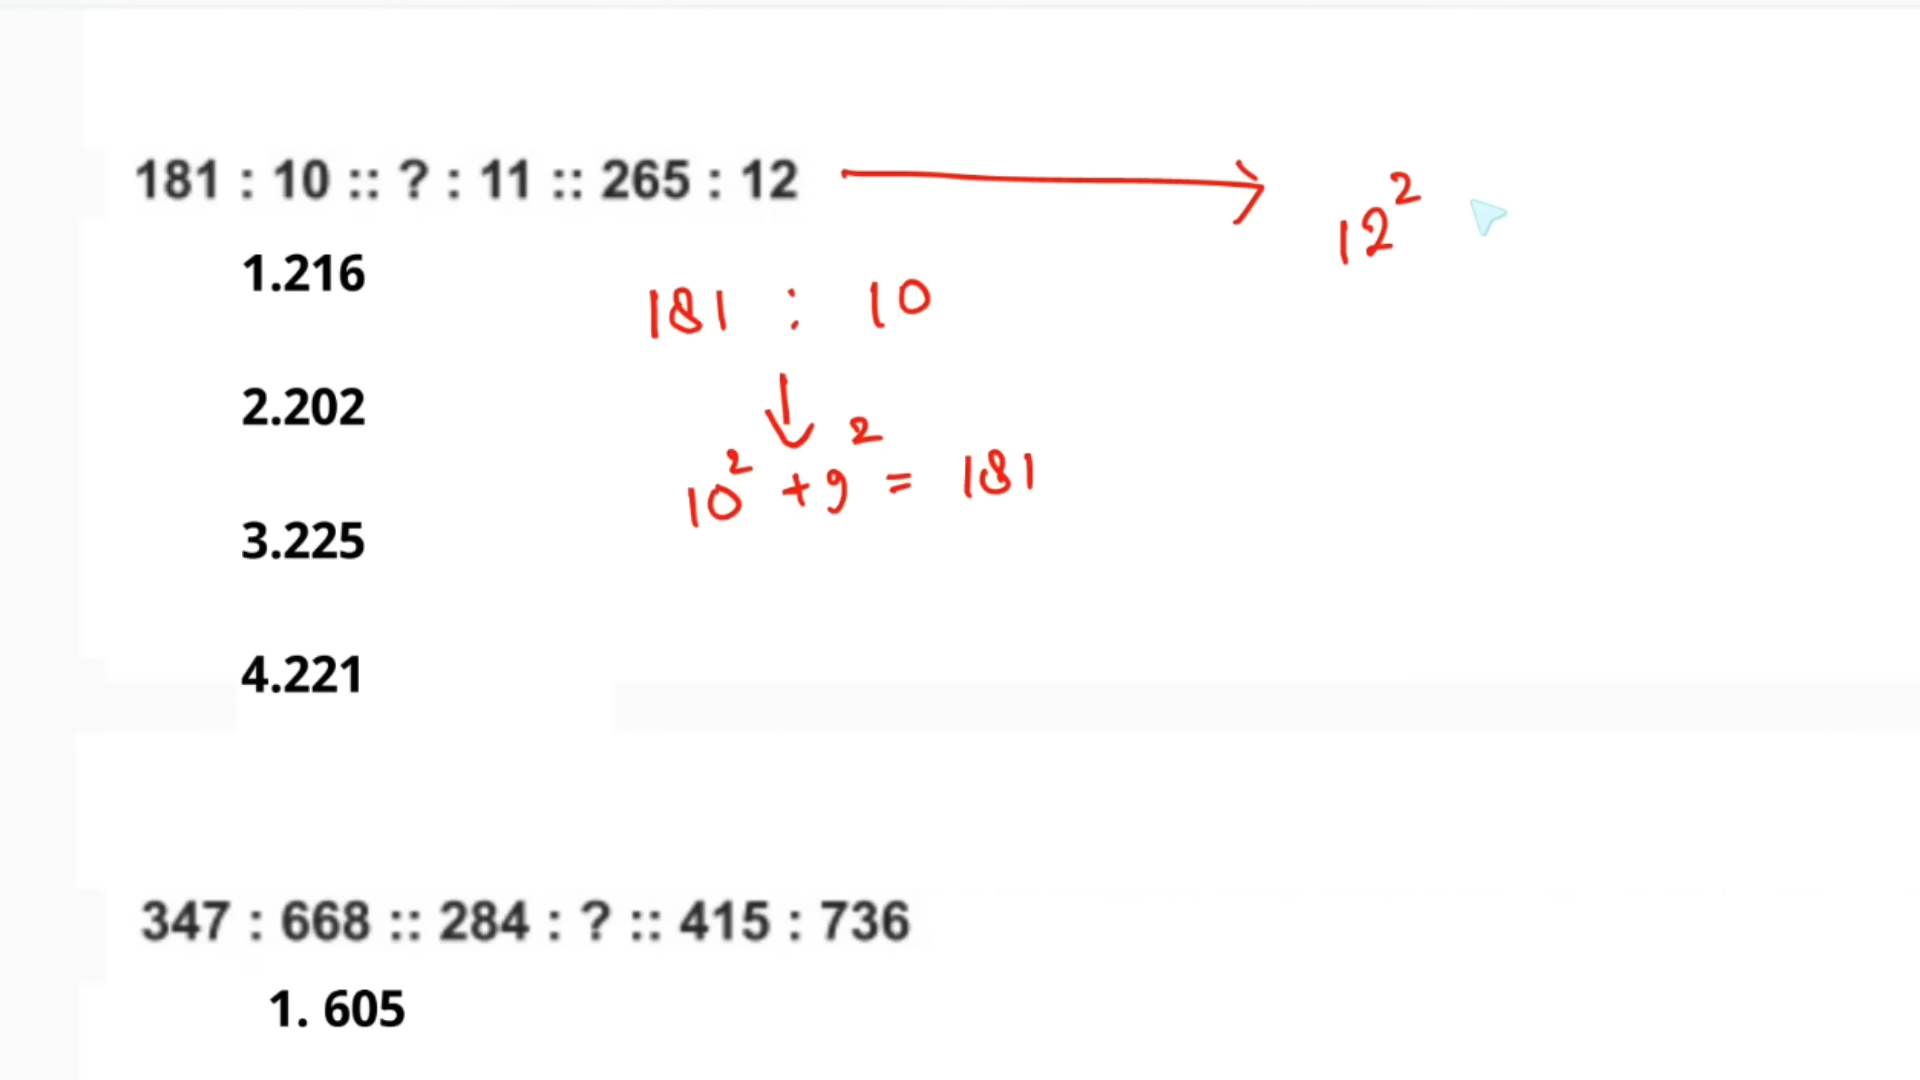 181 : 10 :: ? : 11 :: 265 : 12
12²
1.216
181 : 10
2.202
10² + 9² = 181
3.225
4.221
347 : 668 :: 284 : ? :: 415 : 736
1. 605